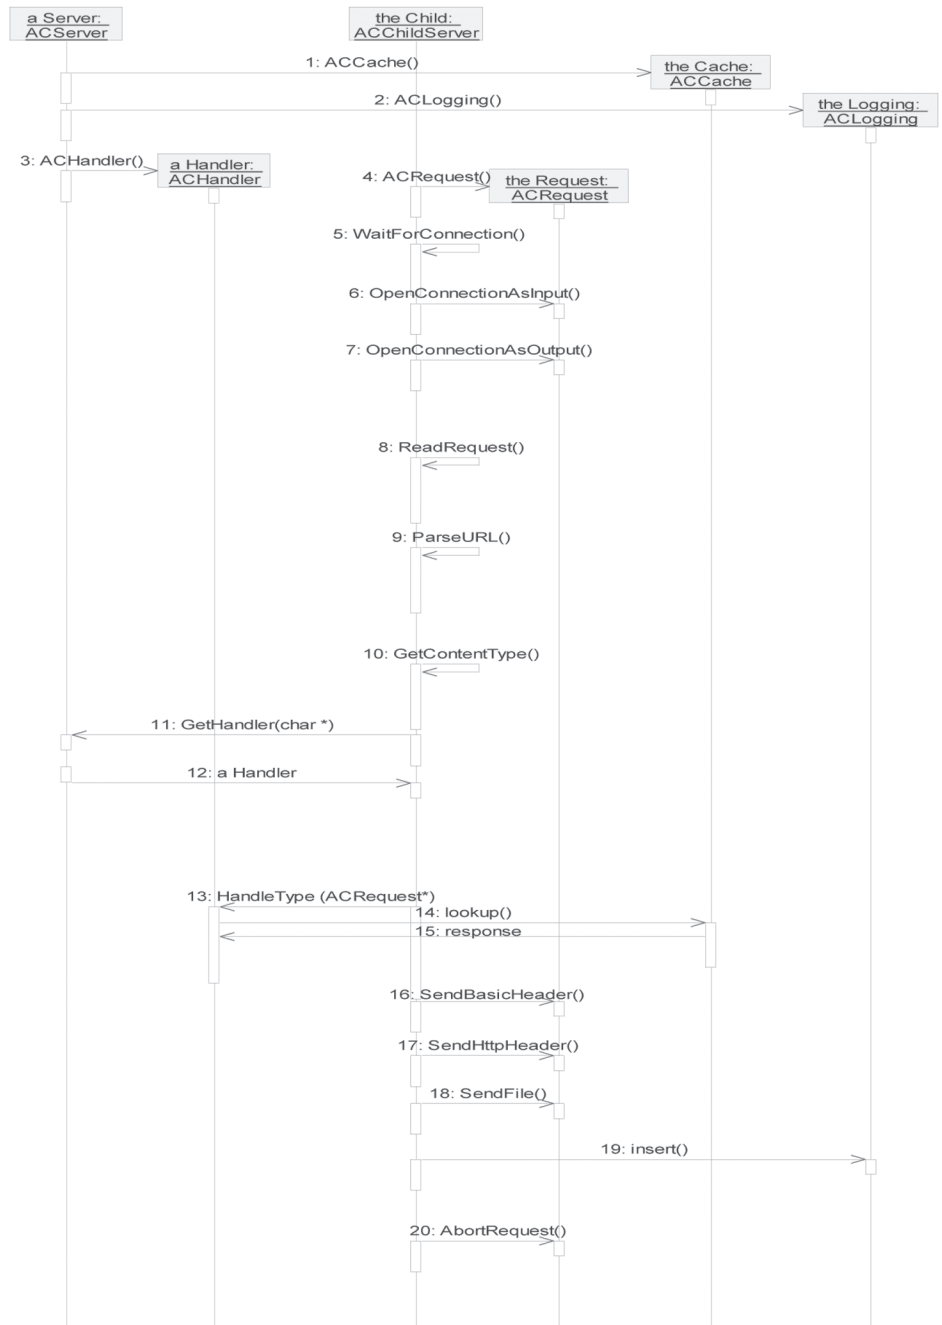 a Server:
ACServer
the Child:
ACChildServer
1: ACCache()
the Cache:
ACCache
2: ACLogging()
the Logging:
ACLogging
3: ACHandler()
a Handler:
ACHandler
4: ACRequest()
the Request:
ACRequest
5: WaitForConnection()
6: OpenConnectionAsInput()
7: OpenConnectionAsOutput()
8: ReadRequest()
9: ParseURL()
10: GetContentType()
11: GetHandler(char *)
12: a Handler
13: HandleType (ACRequest*)
14: lookup()
15: response
16: SendBasicHeader()
17: SendHttpHeader()
18: SendFile()
19: insert()
20: AbortRequest()